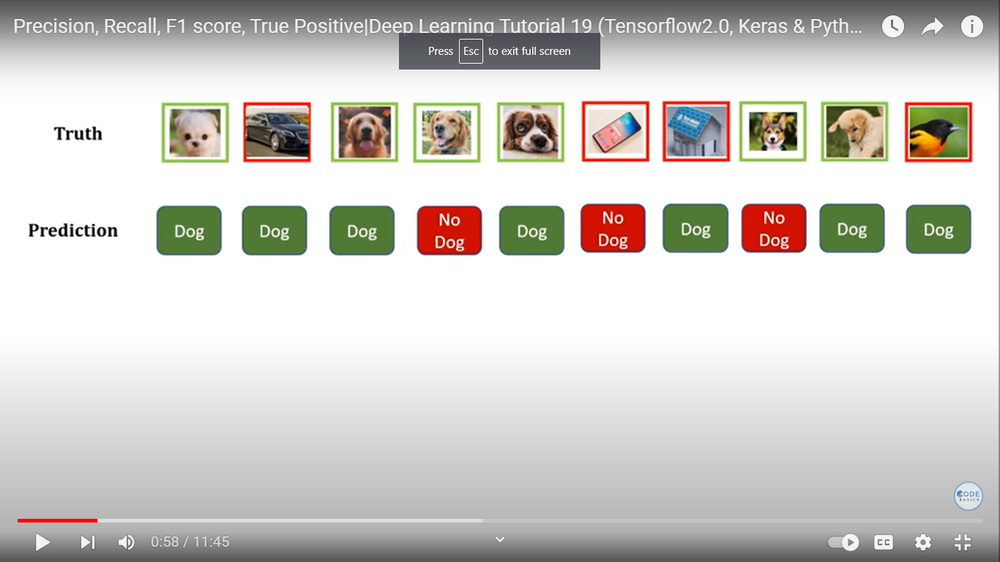 Precision, Recall, F1 score, True Positive|Deep Learning Tutorial 19 (Tensorflow2.0, Keras & Pyth...
Press Esc to exit full screen
Truth
Prediction
Dog
Dog
Dog
No
Dog
Dog
No
Dog
Dog
No
Dog
Dog
Dog
CODE
BASICS
0:58 / 11:45
CC